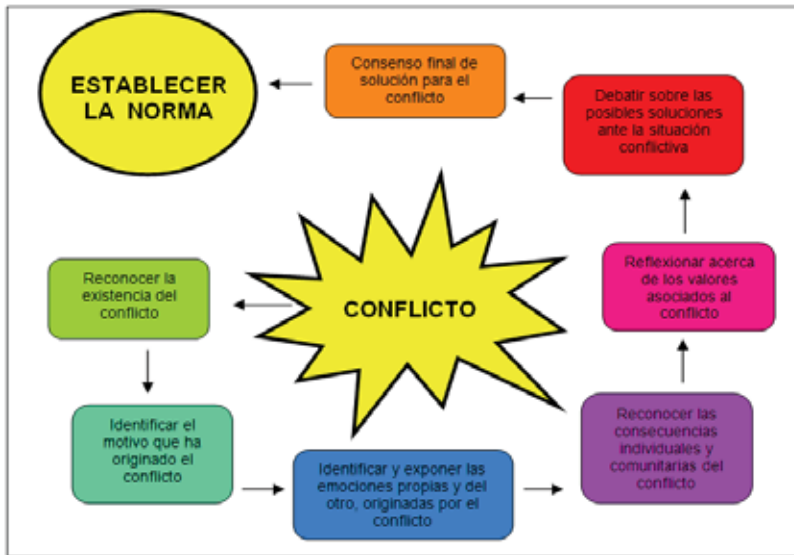 ESTABLECER
LA NORMA
Consenso final de
solución para el
conflicto
Debatir sobre las
posibles soluciones
ante la situación
conflictiva
Reconocer la
existencia del
conflicto
CONFLICTO
Reflexionar acerca
de los valores
asociados al
conflicto
Identificar el
motivo que ha
originado el
conflicto
Identificar y exponer las
emociones propias y del
otro, originadas por el
conflicto
Reconocer las
consecuencias
individuales y
comunitarias del
conflicto